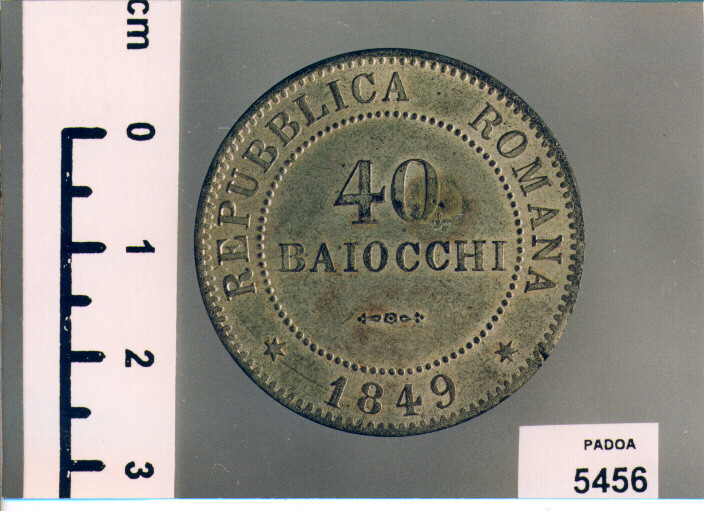 cm
0
1
2
3
REPUBBLICA ROMANA
40
BAIOCCHI
1849
PADOA
5456